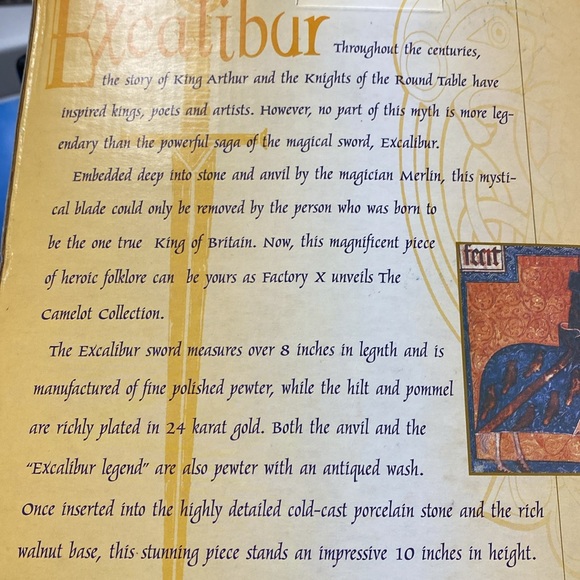 Excalibur Throughout the centuries,
the story of King Arthur and the Knights of the Round Table have
inspired kings, poets and artists. However, no part of this myth is more leg-
endary than the powerful saga of the magical sword, Excalibur.
Embedded deep into stone and anvil by the magician Merlin, this mysti-
cal blade could only be removed by the person who was born to
be the one true King of Britain. Now, this magnificent piece
of heroic folklore can be yours as Factory X unveils The
Camelot Collection.
The Excalibur sword measures over 8 inches in legnth and is
manufactured of fine polished pewter, while the hilt and pommel
are richly plated in 24 karat gold. Both the anvil and the
"Excalibur legend" are also pewter with an antiqued wash.
Once inserted into the highly detailed cold-cast porcelain stone and the rich
walnut base, this stunning piece stands an impressive 10 inches in height.